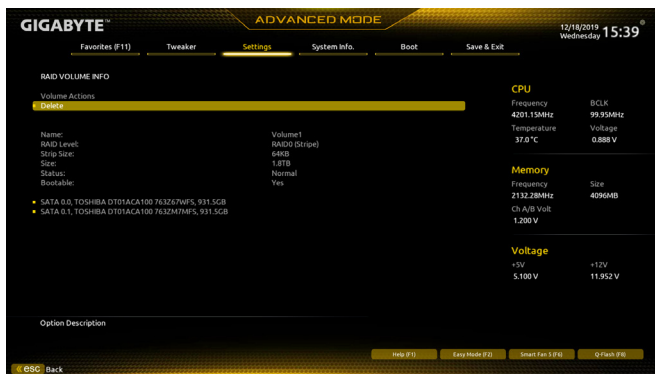 GIGABYTE™
ADVANCED MODE
12/18/2019
Wednesday 15:39
Favorites (F11) Tweaker Settings System Info. Boot Save & Exit
RAID VOLUME INFO
Volume Actions
Delete
Name: Volume1
RAID Level: RAID0 (Stripe)
Strip Size: 64KB
Size: 1.8TB
Status: Normal
Bootable: Yes
SATA 0.0, TOSHIBA DT01ACA100 763Z67WFS, 931.5GB
SATA 0.1, TOSHIBA DT01ACA100 763ZM7MFS, 931.5GB
CPU
Frequency BCLK
4201.15MHz 99.95MHz
Temperature Voltage
37.0 °C 0.888 V
Memory
Frequency Size
2132.28MHz 4096MB
Ch A/B Volt
1.200 V
Voltage
+5V +12V
5.100 V 11.952 V
Option Description
Help (F1) Easy Mode (F2) Smart Fan 5 (F6) Q-Flash (F8)
esc Back